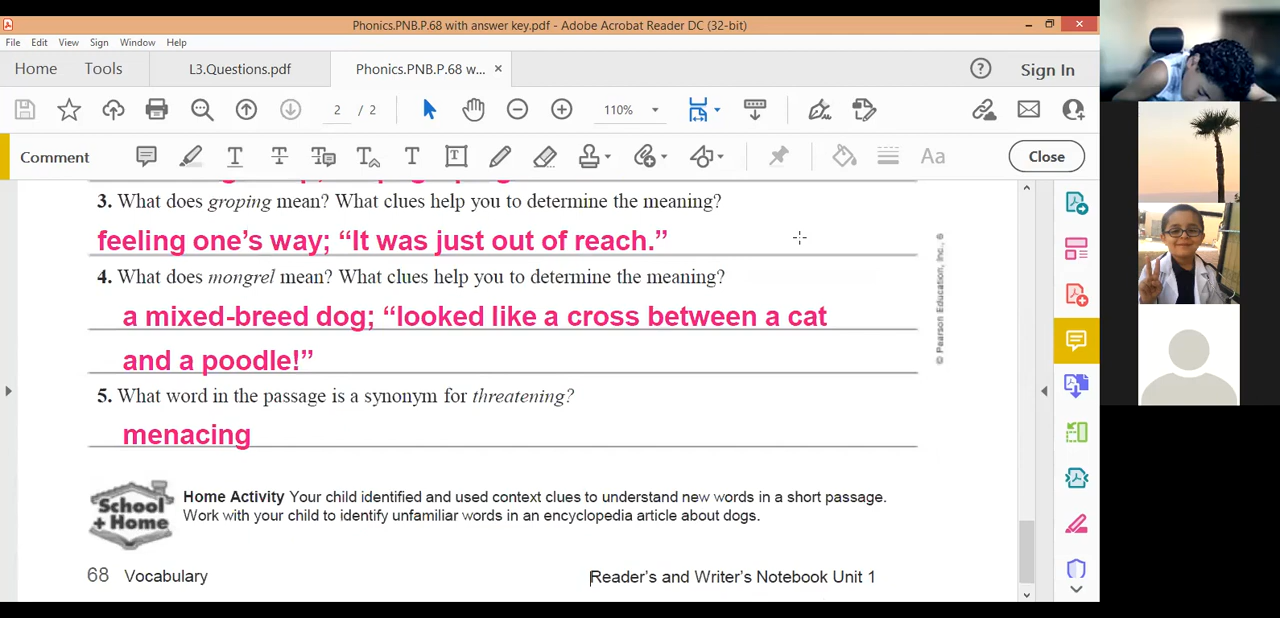 Phonics.PNB.P.68 with answer key.pdf - Adobe Acrobat Reader DC (32-bit)
File Edit View Sign Window Help
Home Tools L3.Questions.pdf Phonics.PNB.P.68 w... × Sign In
2 / 2 110%
Comment Close
3. What does groping mean? What clues help you to determine the meaning?
feeling one's way; “It was just out of reach.”
4. What does mongrel mean? What clues help you to determine the meaning?
a mixed-breed dog; “looked like a cross between a cat
and a poodle!”
5. What word in the passage is a synonym for threatening?
menacing
School
+Home
Home Activity Your child identified and used context clues to understand new words in a short passage.
Work with your child to identify unfamiliar words in an encyclopedia article about dogs.
68 Vocabulary Reader's and Writer's Notebook Unit 1
© Pearson Education, Inc., 6